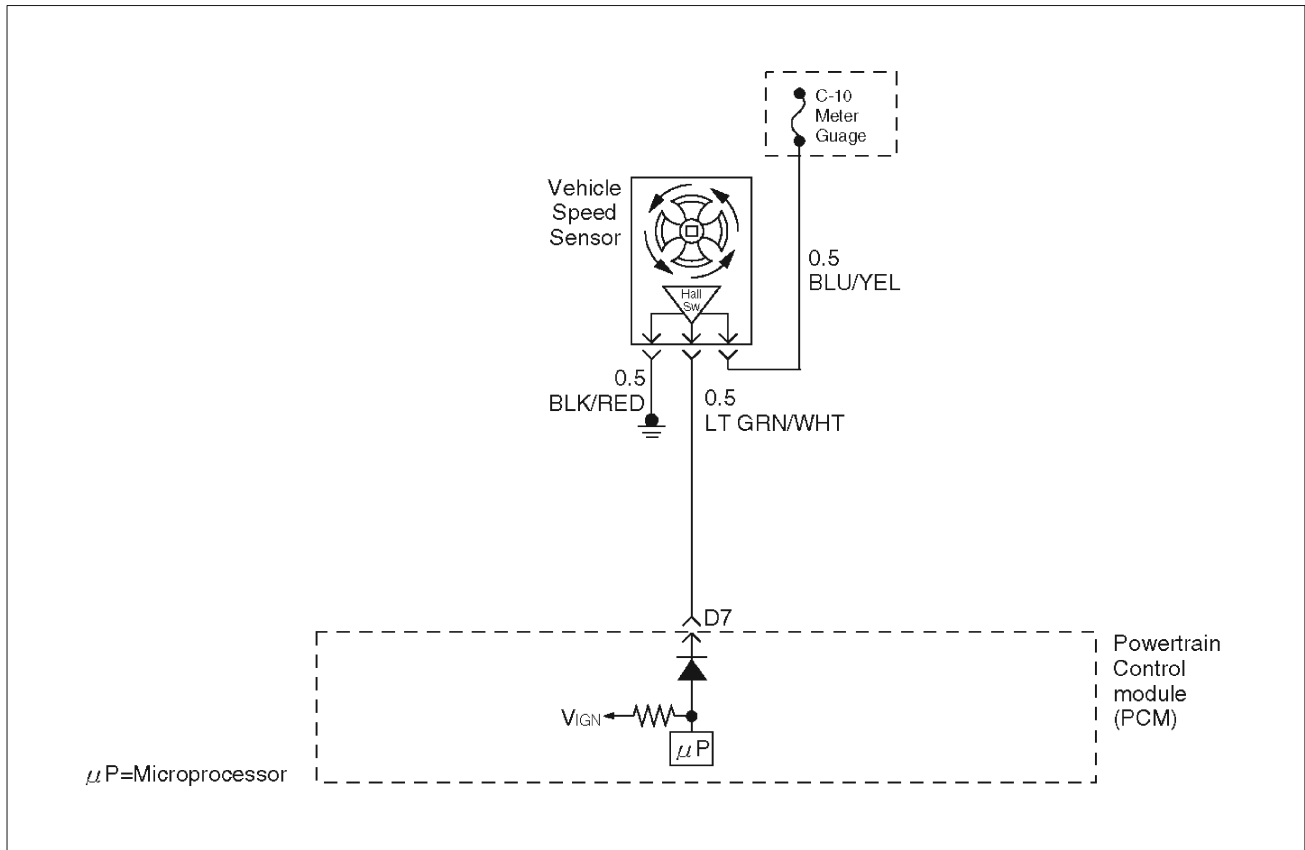 C-10
Meter
Guage
Vehicle
Speed
Sensor
Hall
Sw.
0.5
BLU/YEL
0.5
BLK/RED
0.5
LT GRN/WHT
D7
Powertrain
Control
module
(PCM)
VIGN
μP
μP=Microprocessor